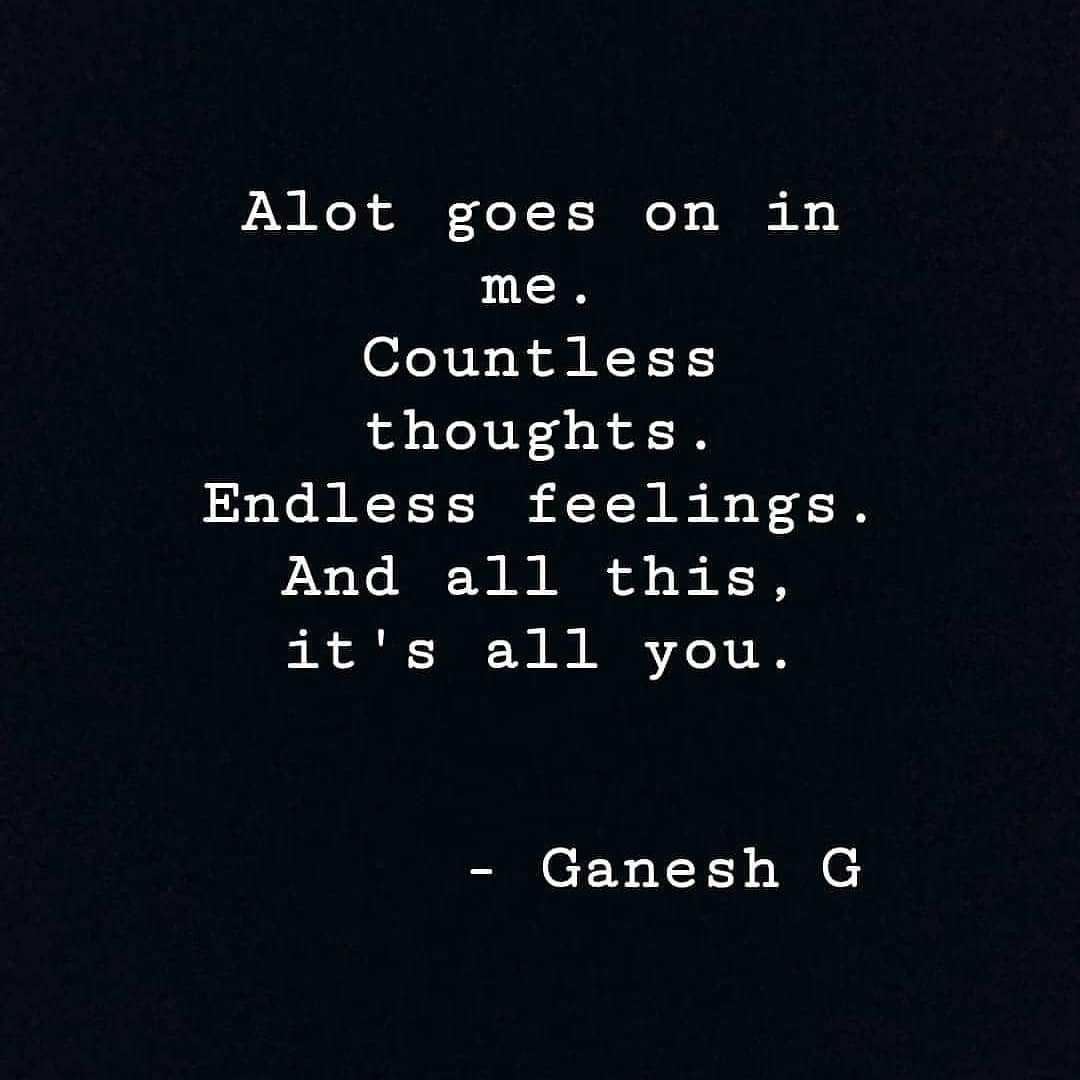 Alot goes on in
me.
Countless
thoughts.
Endless feelings.
And all this,
it's all you.
- Ganesh G